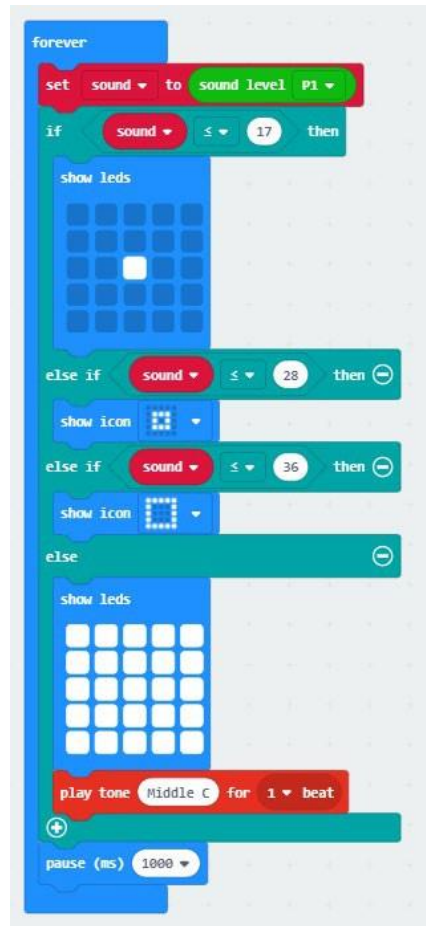 forever
set sound to sound level P1
if sound ≤ 17 then
show leds
else if sound ≤ 28 then
show icon
else if sound ≤ 36 then
show icon
else
show leds
play tone Middle C for 1 beat
pause (ms) 1000